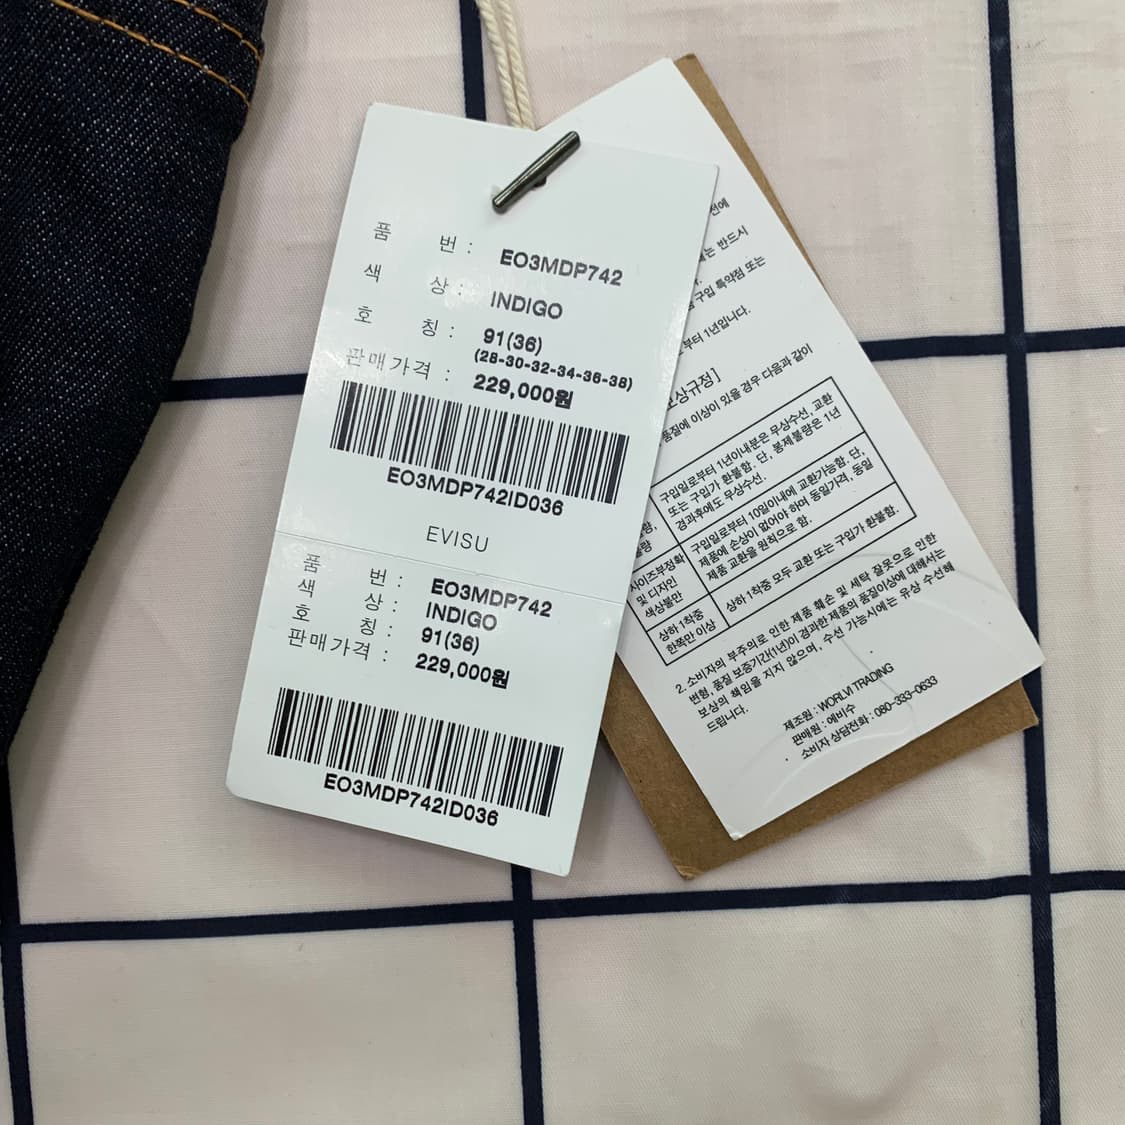 품 번 : EO3MDP742
색 상 : INDIGO
호 칭 : 91(36)
(28-30-32-34-36-38)
판매가격 : 229,000원
EO3MDP742ID036
EVISU
품 번 : EO3MDP742
색 상 : INDIGO
호 칭 : 91(36)
판매가격 : 229,000원
EO3MDP742ID036
전에
는 반드시
구입 특약점 또는
부터 1년입니다.
상규정]
품질에 이상이 있을 경우 다음과 같이
구입일로부터 1년이내분은 무상수선, 교환
또는 구입가 환불함. 단, 봉제불량은 1년
경과후에도 무상수선.
사이즈부정확
및 디자인
색상불만
구입일로부터 10일이내에 교환가능함. 단,
제품에 손상이 없어야 하며 동일가격, 동일
제품 교환을 원칙으로 함.
상하 1착중
한쪽만 이상
상하 1착중 모두 교환 또는 구입가 환불함.
2. 소비자의 부주의로 인한 제품 훼손 및 세탁 잘못으로 인한
변형, 품질 보증기간(1년)이 경과한 제품의 품질이상에 대해서는
보상의 책임을 지지 않으며, 수선 가능시에는 유상 수선해
드립니다.
제조원 : WORLVI TRADING
판매원 : 예비수
소비자 상담전화 : 080-333-0633